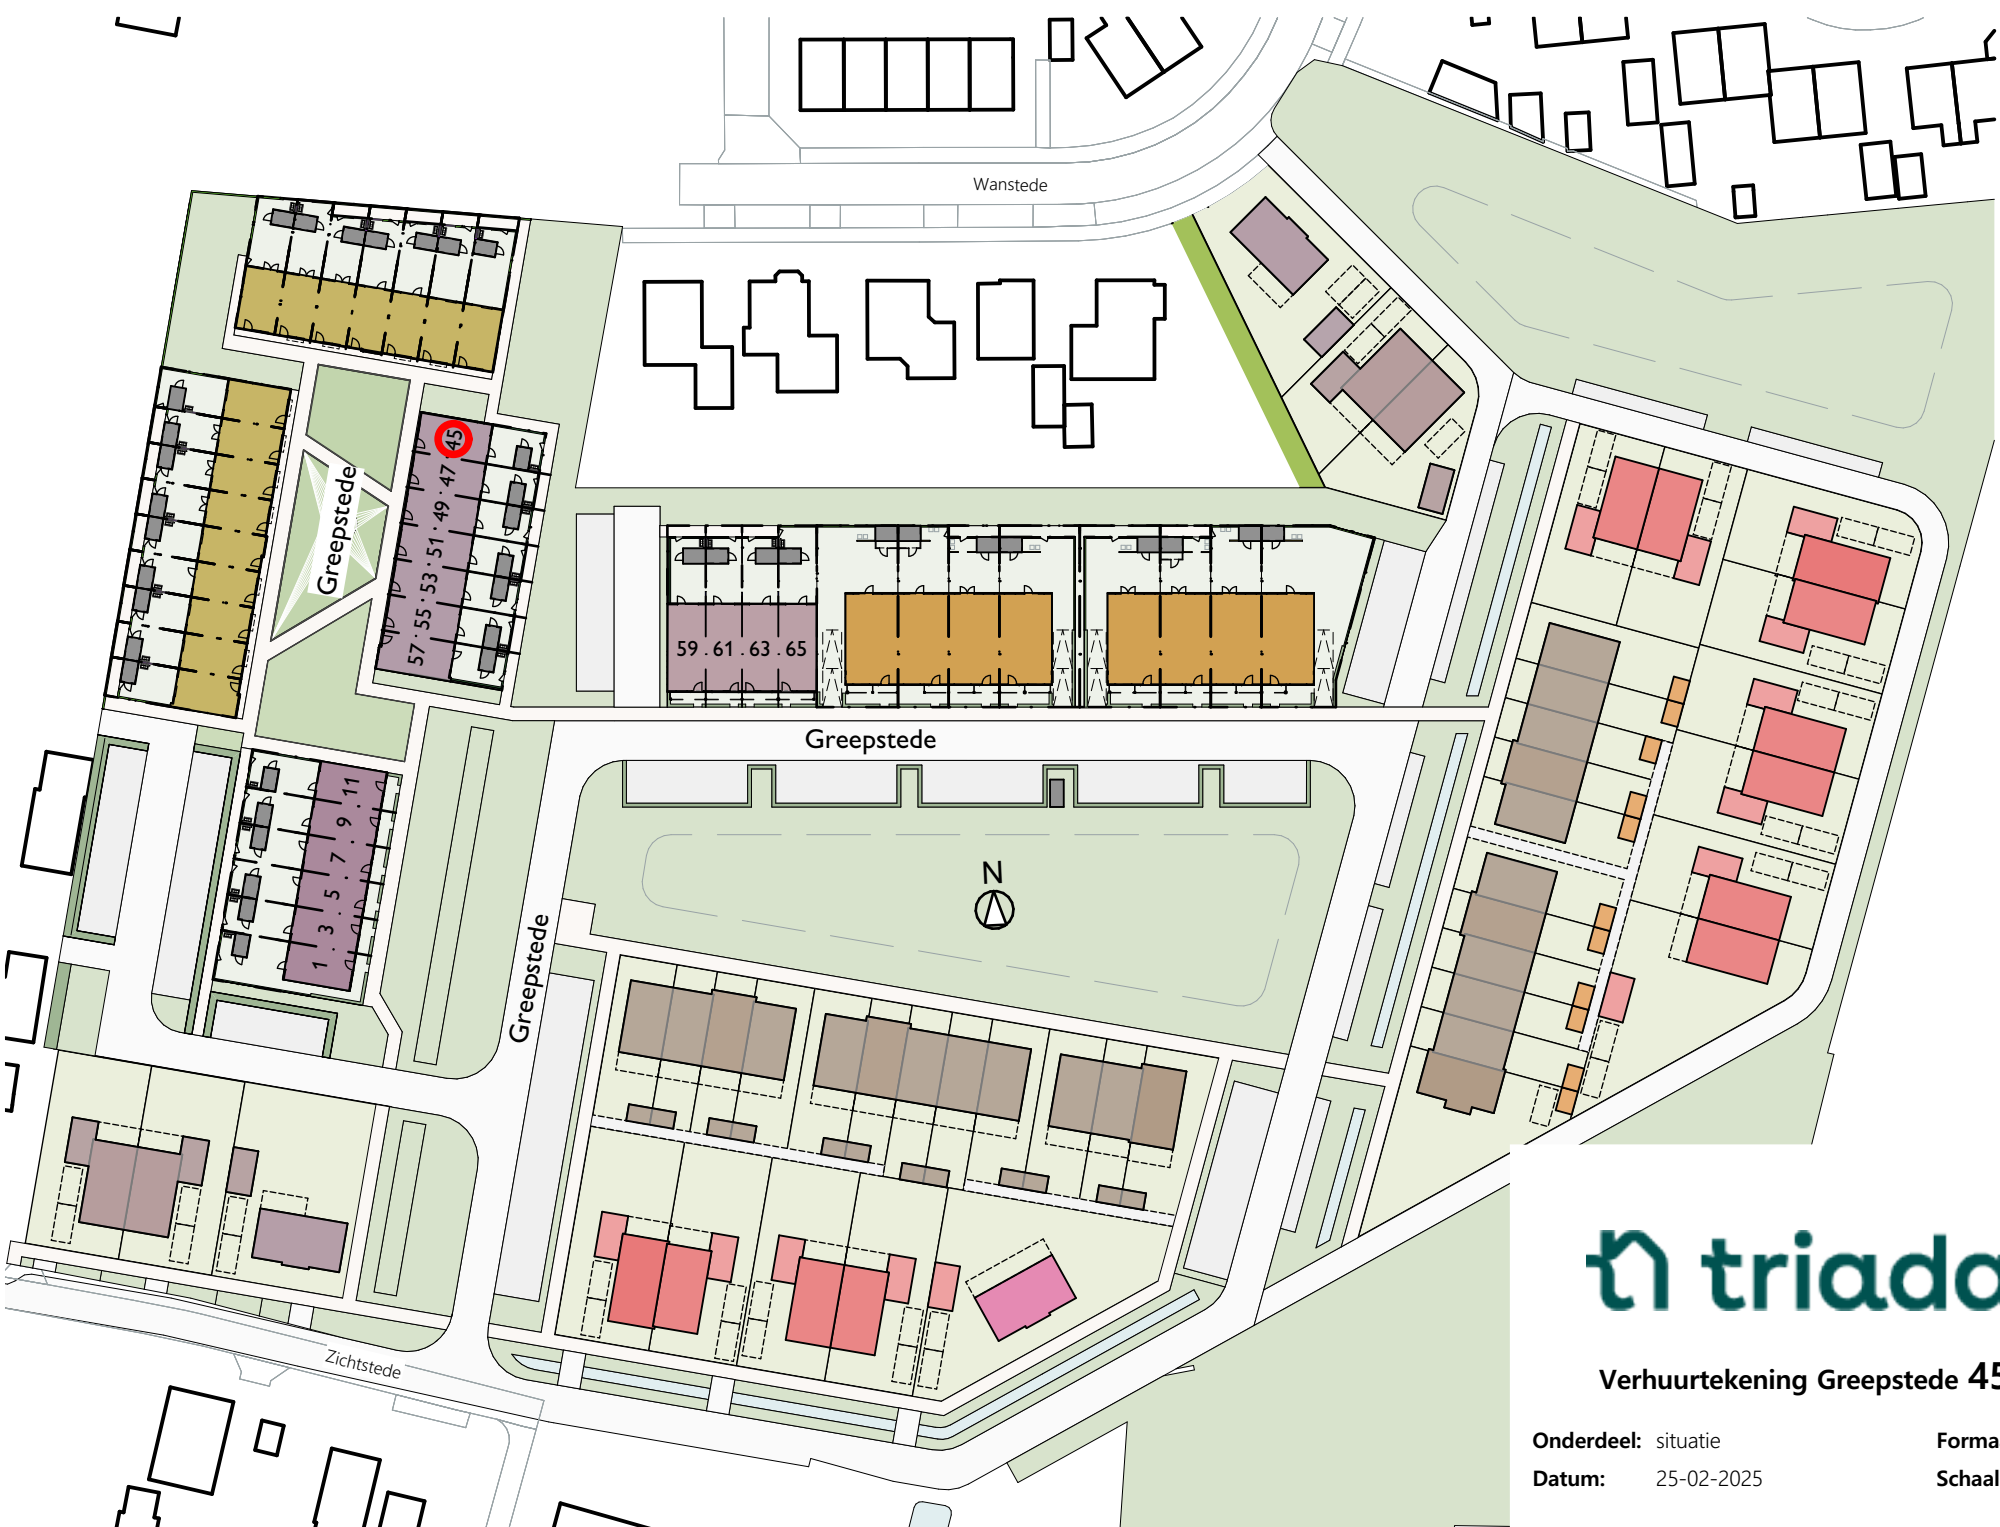 Wanstede
Greepstede
57 . 55 . 53 . 51 . 49 . 47 . 45
59 . 61 . 63 . 65
Greepstede
1 . 3 . 5 . 7 . 9 . 11
N
Greepstede
Zichtstede
triada
Verhuurtekening Greepstede 45
Onderdeel: situatie
Forma
Datum: 25-02-2025
Schaal